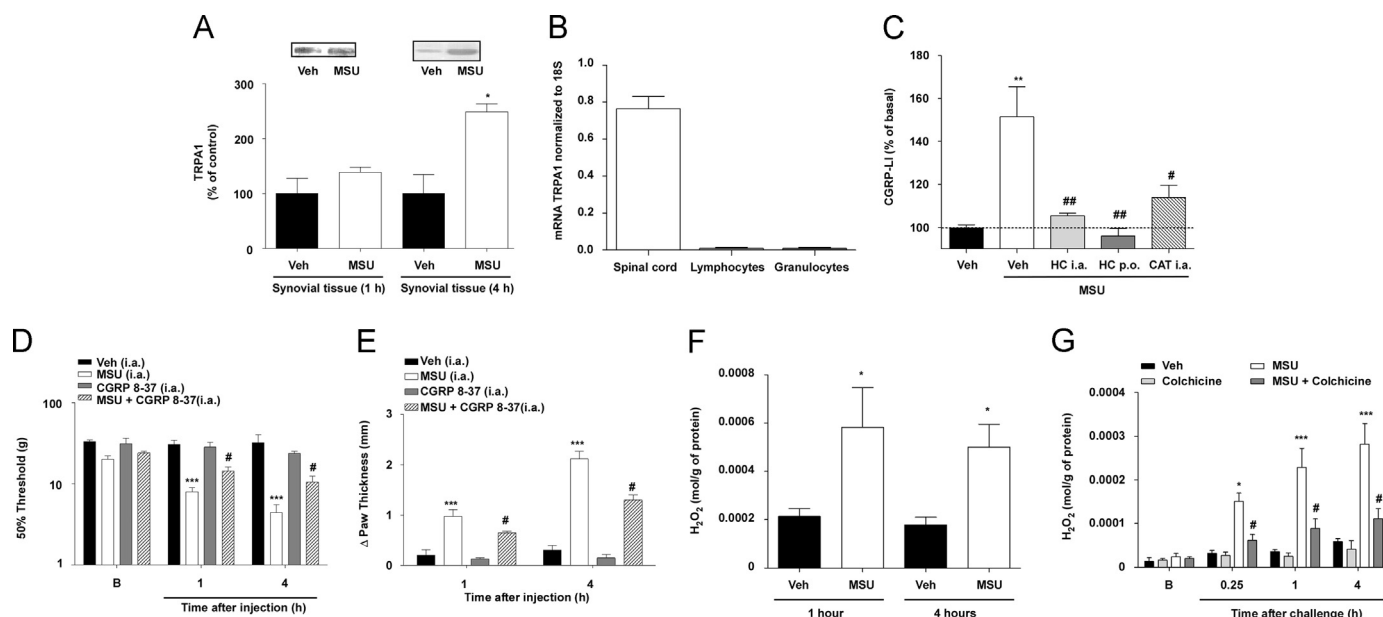 A
Veh MSU Veh MSU
TRPA1
(% of control)
300
200
100
0
*
Veh MSU Veh MSU
Synovial tissue (1 h) Synovial tissue (4 h)
B
mRNA TRPA1 normalized to 18S
1.0
0.8
0.6
0.4
0.2
0.0
Spinal cord Lymphocytes Granulocytes
C
CGRP-LI (% of basal)
180
160
140
120
100
** ## ## #
Veh Veh HC i.a. HC p.o. CAT i.a.
MSU
D
Veh (i.a.)
MSU (i.a.)
CGRP 8-37 (i.a.)
MSU + CGRP 8-37(i.a.)
50% Threshold (g)
100
10
1
*** # *** #
B 1 4
Time after injection (h)
E
Veh (i.a.)
MSU (i.a.)
CGRP 8-37 (i.a.)
MSU + CGRP 8-37(i.a.)
Δ Paw Thickness (mm)
3
2
1
0
*** # *** #
1 4
Time after injection (h)
F
H2O2 (mol/g of protein)
0.0008
0.0006
0.0004
0.0002
0.0000
* *
Veh MSU Veh MSU
1 hour 4 hours
G
Veh MSU
Colchicine MSU + Colchicine
H2O2 (mol/g of protein)
0.0004
0.0003
0.0002
0.0001
0.0000
* # *** # *** #
B 0.25 1 4
Time after challenge (h)